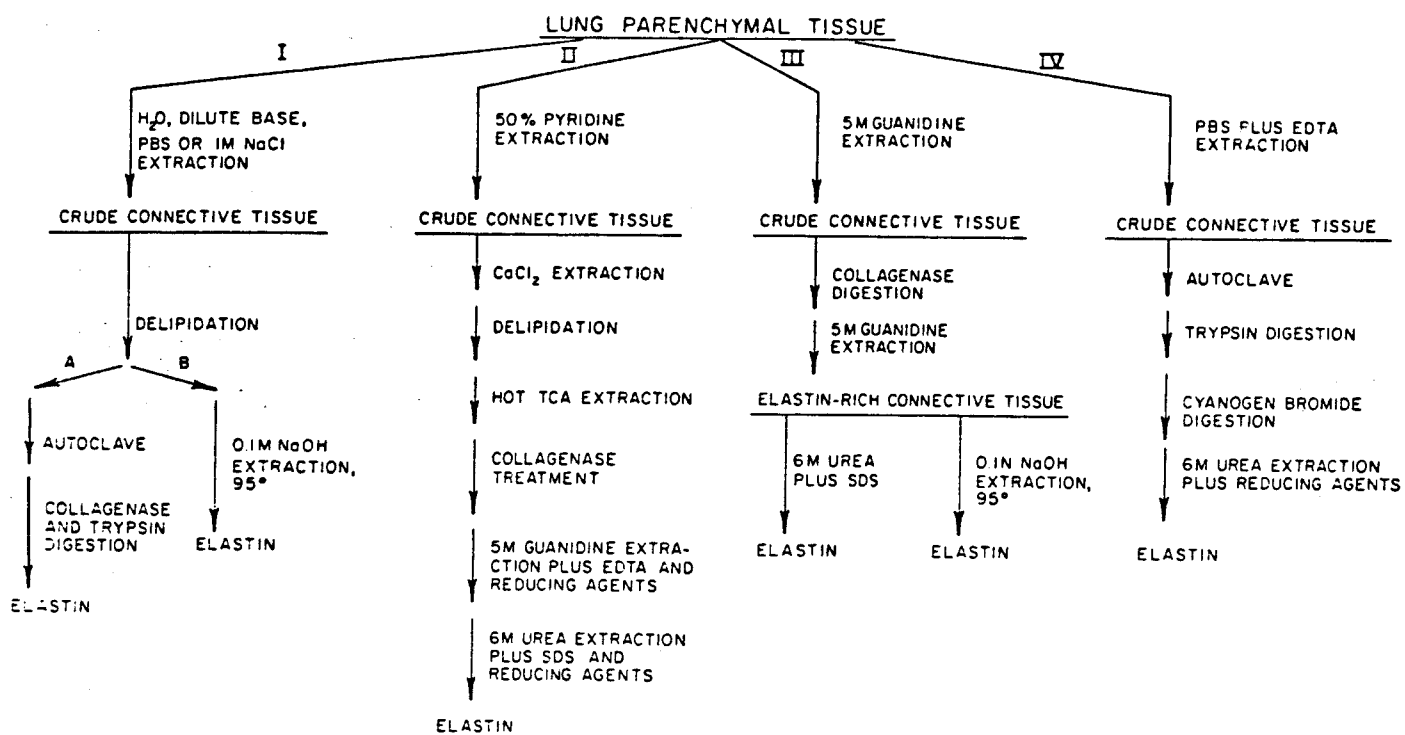 LUNG PARENCHYMAL TISSUE
I
II
III
IV
H₂O, DILUTE BASE,
PBS OR 1M NaCl
EXTRACTION
50% PYRIDINE
EXTRACTION
5M GUANIDINE
EXTRACTION
PBS PLUS EDTA
EXTRACTION
CRUDE CONNECTIVE TISSUE
CRUDE CONNECTIVE TISSUE
CRUDE CONNECTIVE TISSUE
CRUDE CONNECTIVE TISSUE
DELIPIDATION
A
B
AUTOCLAVE
COLLAGENASE
AND TRYPSIN
DIGESTION
ELASTIN
0.1M NaOH
EXTRACTION,
95°
ELASTIN
CaCl₂ EXTRACTION
DELIPIDATION
HOT TCA EXTRACTION
COLLAGENASE
TREATMENT
5M GUANIDINE EXTRA-
CTION PLUS EDTA AND
REDUCING AGENTS
6M UREA EXTRACTION
PLUS SDS AND
REDUCING AGENTS
ELASTIN
COLLAGENASE
DIGESTION
5M GUANIDINE
EXTRACTION
ELASTIN-RICH CONNECTIVE TISSUE
6M UREA
PLUS SDS
ELASTIN
0.1N NaOH
EXTRACTION,
95°
ELASTIN
AUTOCLAVE
TRYPSIN DIGESTION
CYANOGEN BROMIDE
DIGESTION
6M UREA EXTRACTION
PLUS REDUCING AGENTS
ELASTIN